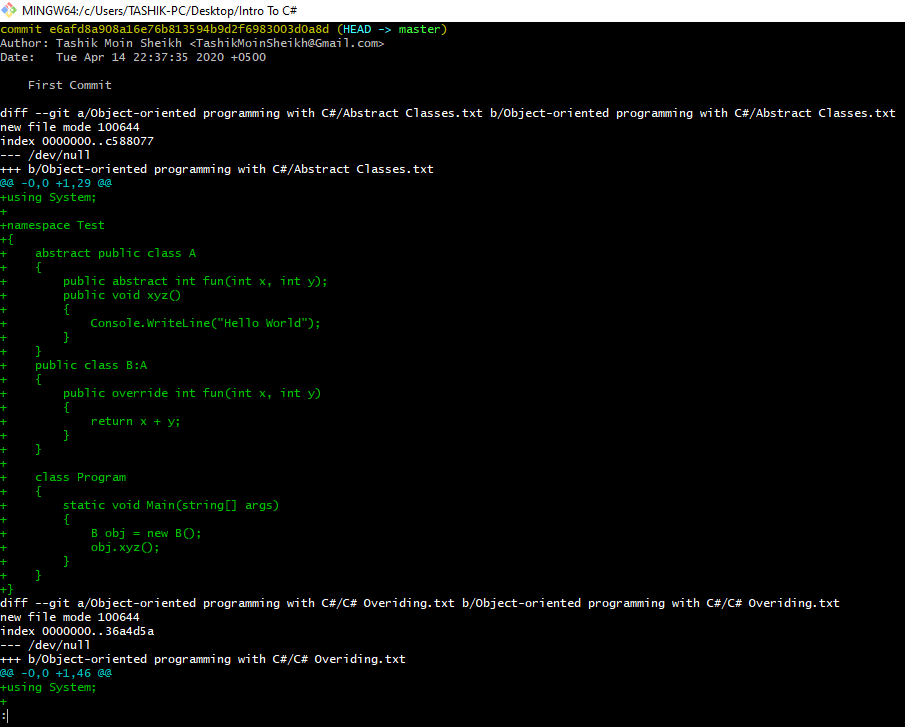 MINGW64:/c/Users/TASHIK-PC/Desktop/Intro To C#
commit e6afd8a908a16e76b813594b9d2f6983003d0a8d (HEAD -> master)
Author: Tashik Moin Sheikh <TashikMoinSheikh@Gmail.com>
Date:   Tue Apr 14 22:37:35 2020 +0500

    First Commit

diff --git a/Object-oriented programming with C#/Abstract Classes.txt b/Object-oriented programming with C#/Abstract Classes.txt
new file mode 100644
index 0000000..c588077
--- /dev/null
+++ b/Object-oriented programming with C#/Abstract Classes.txt
@@ -0,0 +1,29 @@
+using System;
+
+namespace Test
+{
+    abstract public class A
+    {
+        public abstract int fun(int x, int y);
+        public void xyz()
+        {
+            Console.WriteLine("Hello World");
+        }
+    }
+    public class B:A
+    {
+        public override int fun(int x, int y)
+        {
+            return x + y;
+        }
+    }
+
+    class Program
+    {
+        static void Main(string[] args)
+        {
+            B obj = new B();
+            obj.xyz();
+        }
+    }
+}
diff --git a/Object-oriented programming with C#/C# Overiding.txt b/Object-oriented programming with C#/C# Overiding.txt
new file mode 100644
index 0000000..36a4d5a
--- /dev/null
+++ b/Object-oriented programming with C#/C# Overiding.txt
@@ -0,0 +1,46 @@
+using System;
+
: